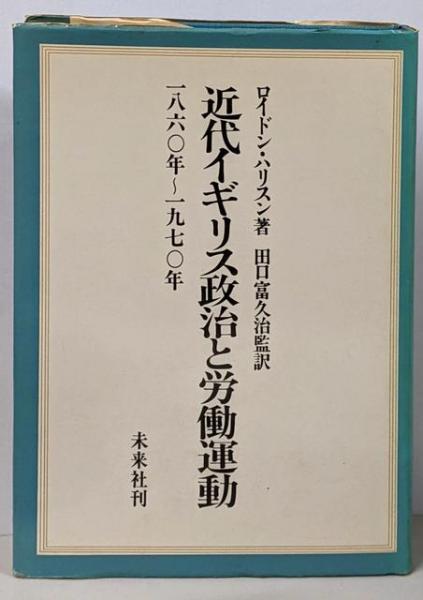 ロイドン・ハリスン著 田口富久治監訳
近代イギリス政治と労働運動
一八六〇年~一九七〇年
未来社刊